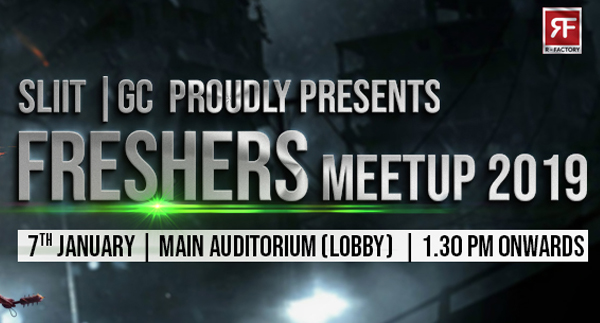 RF
R-FACTORY
SLIIT | GC PROUDLY PRESENTS
FRESHERS MEETUP 2019
7TH JANUARY | MAIN AUDITORIUM (LOBBY) | 1.30 PM ONWARDS